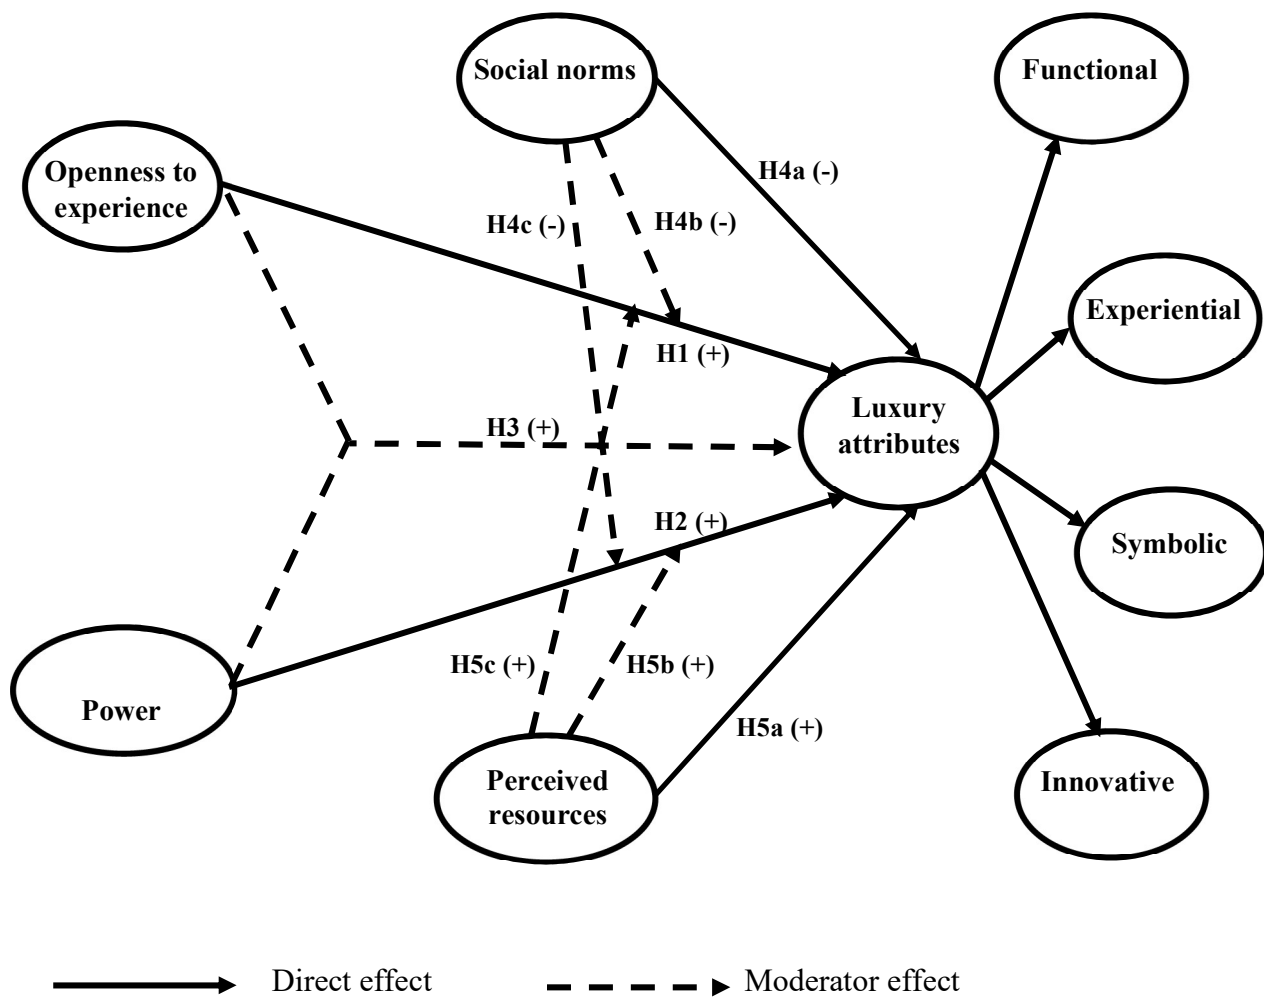 Social norms
Functional
Openness to
experience
H4a (-)
H4c (-)
H4b (-)
Experiential
H1 (+)
Luxury
attributes
H3 (+)
H2 (+)
Symbolic
H5c (+)
H5b (+)
Power
H5a (+)
Perceived
resources
Innovative
Direct effect
Moderator effect